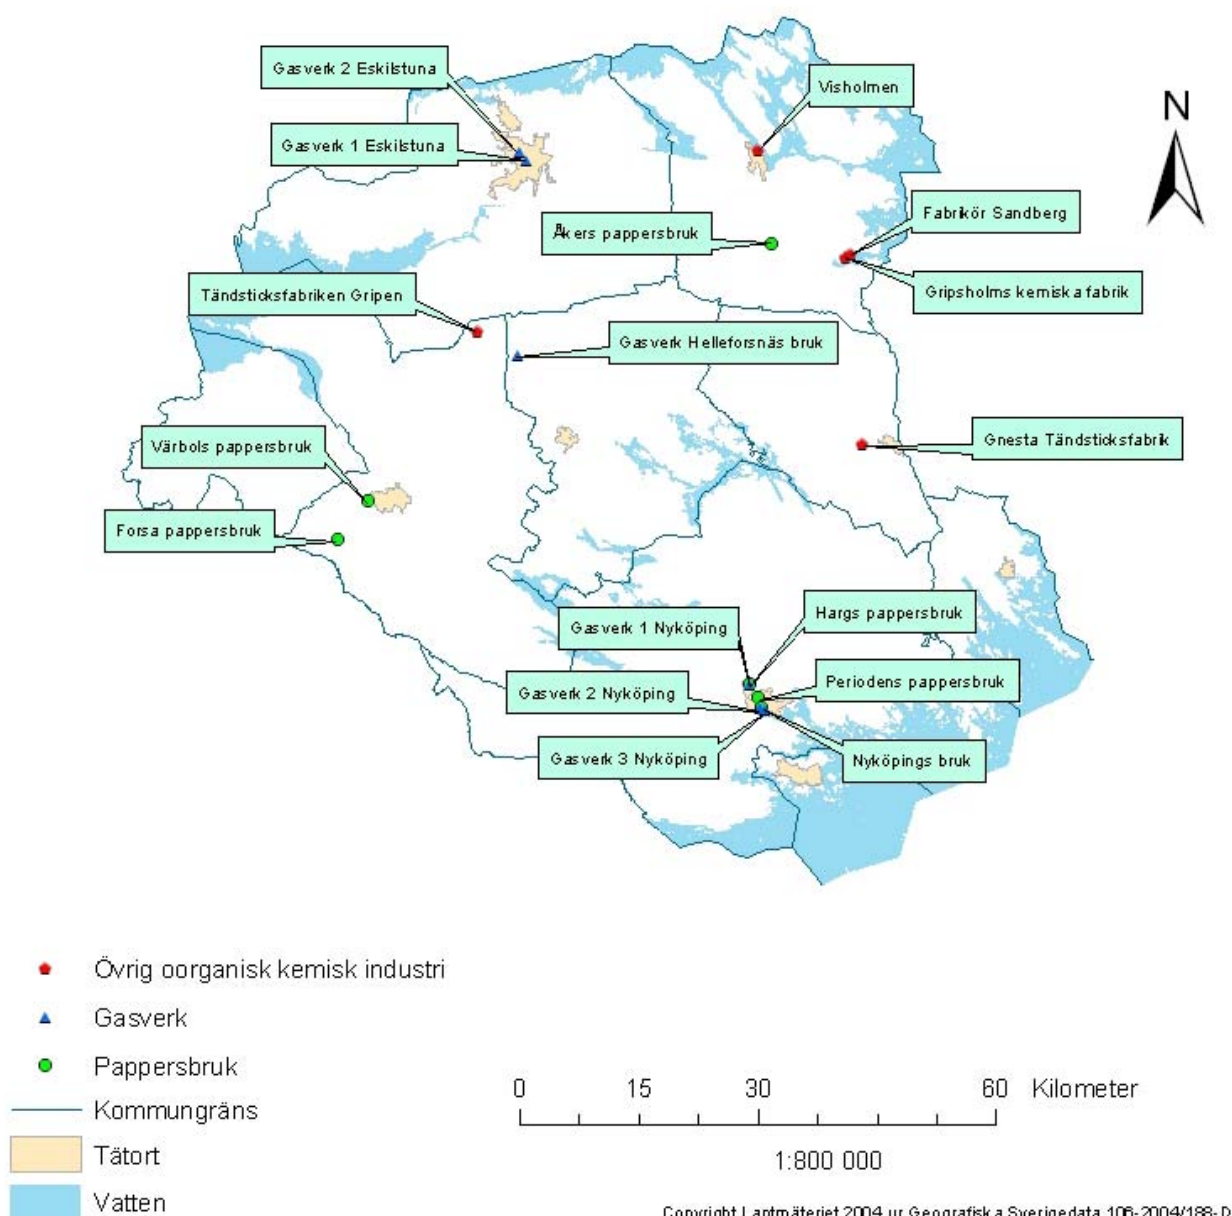 Gasverk 2 Eskilstuna
Visholmen
N
Gasverk 1 Eskilstuna
Fabrikör Sandberg
Åkers pappersbruk
Tändsticksfabriken Gripen
Gripsholms kemiska fabrik
Gasverk Helleforsnäs bruk
Värbols pappersbruk
Gnesta Tändsticksfabrik
Forsa pappersbruk
Hargs pappersbruk
Gasverk 1 Nyköping
Periodens pappersbruk
Gasverk 2 Nyköping
Gasverk 3 Nyköping
Nyköpings bruk
Övrig oorganisk kemisk industri
Gasverk
Pappersbruk
Kommungräns
Tätort
Vatten
0 15 30 60 Kilometer
1:800 000
Copyright Lantmäteriet 2004 ur Geografiska Sverigedata 106-2004/188-D